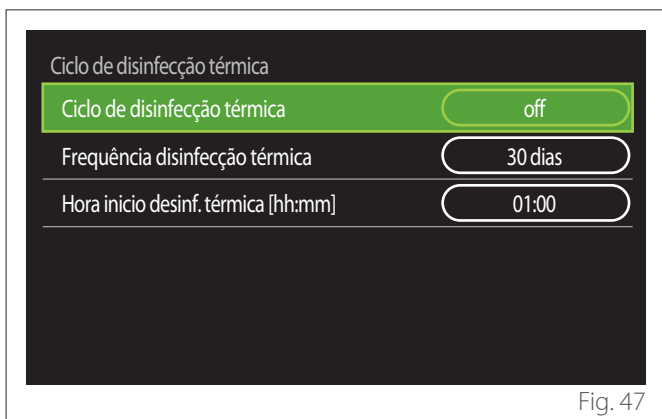 Ciclo de disinfecção térmica
Ciclo de disinfecção térmica off
Frequência disinfecção térmica 30 dias
Hora inicio desinf. térmica [hh:mm] 01:00
Fig. 47